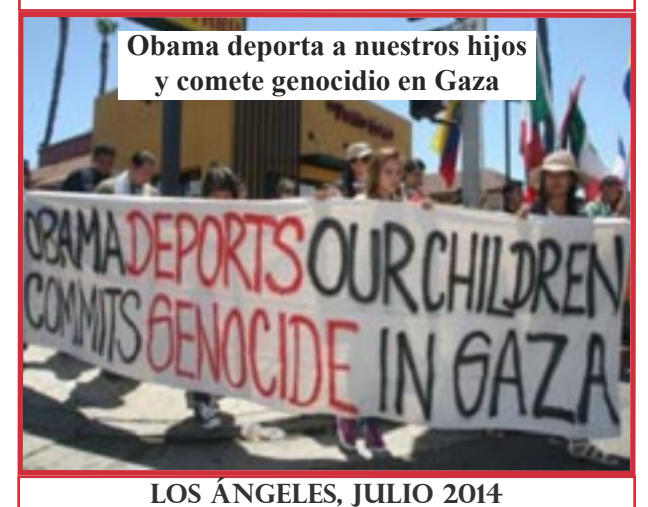 Obama deporta a nuestros hijos
y comete genocidio en Gaza
OBAMA DEPORTS OUR CHILDREN
COMMITS GENOCIDE IN GAZA
LOS ÁNGELES, JULIO 2014